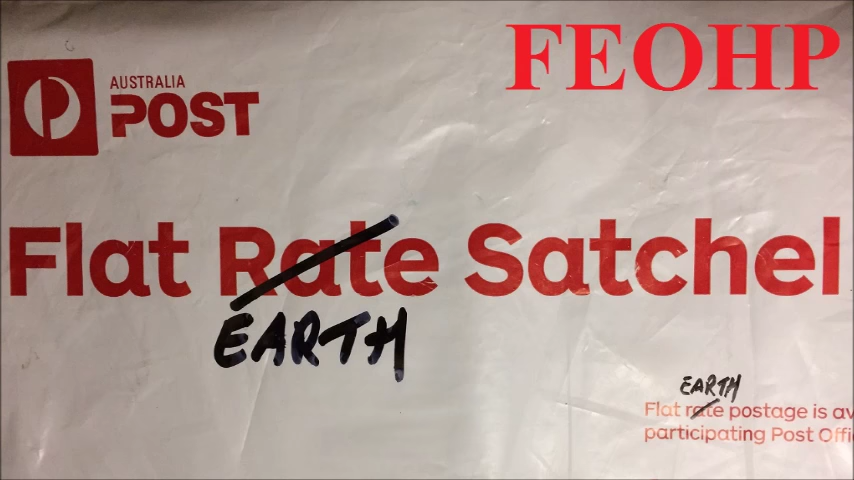 FEOHP
AUSTRALIA
POST
Flat Rate Satchel
EARTH
EARTH
Flat rate postage is av
participating Post Offi